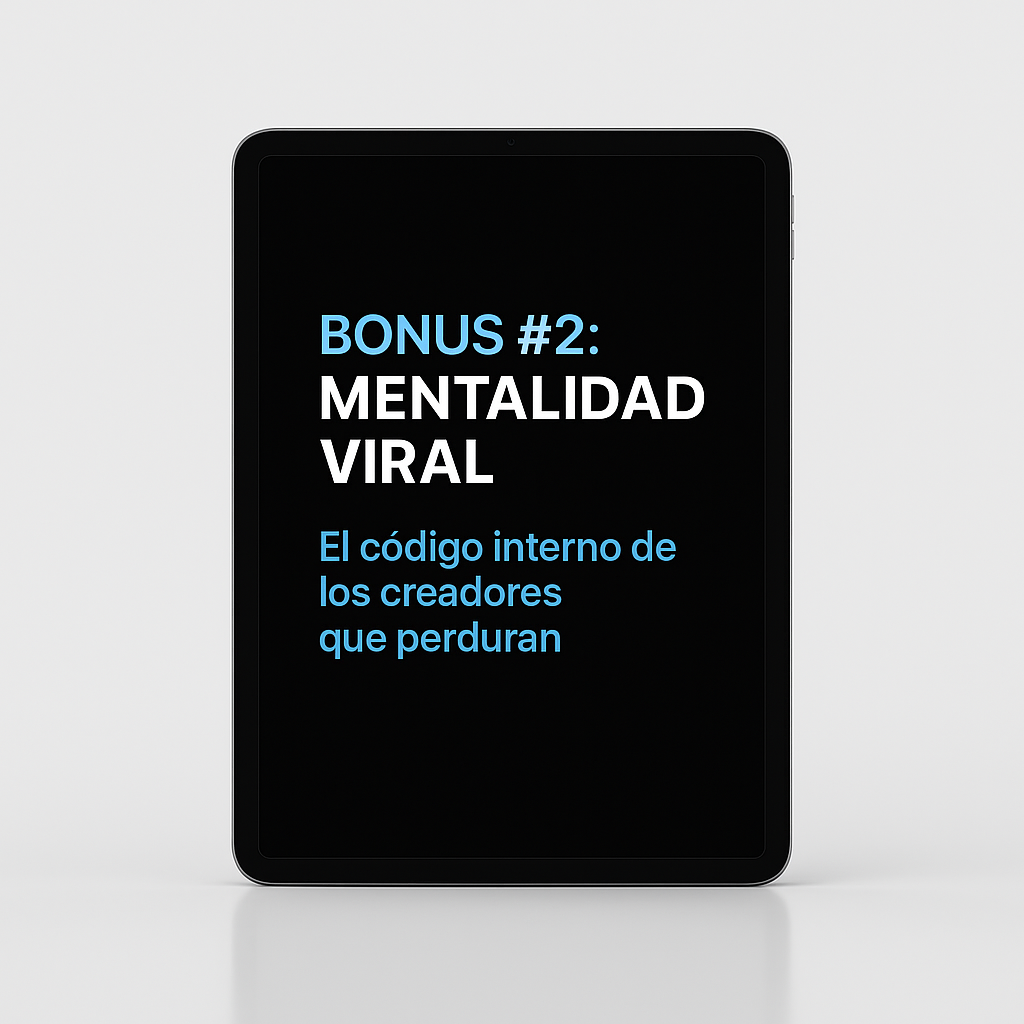 BONUS #2:
MENTALIDAD
VIRAL
El código interno de
los creadores
que perduran